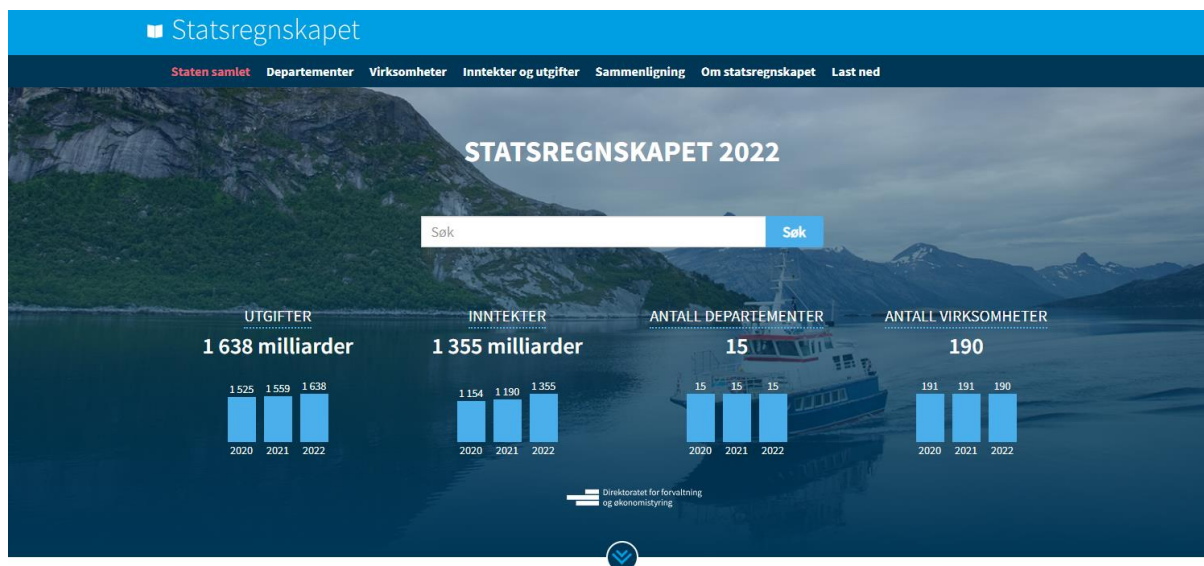 Statsregnskapet
Staten samlet Departementer Virksomheter Inntekter og utgifter Sammenligning Om statsregnskapet Last ned
STATSREGNSKAPET 2022
Søk Søk
UTGIFTER INNTEKTER ANTALL DEPARTEMENTER ANTALL VIRKSOMHETER
1 638 milliarder 1 355 milliarder 15 190
1 525 1 559 1 638 1 154 1 190 1 355 15 15 15 191 191 190
2020 2021 2022 2020 2021 2022 2020 2021 2022 2020 2021 2022
Direktoratet for forvaltning
og økonomistyring